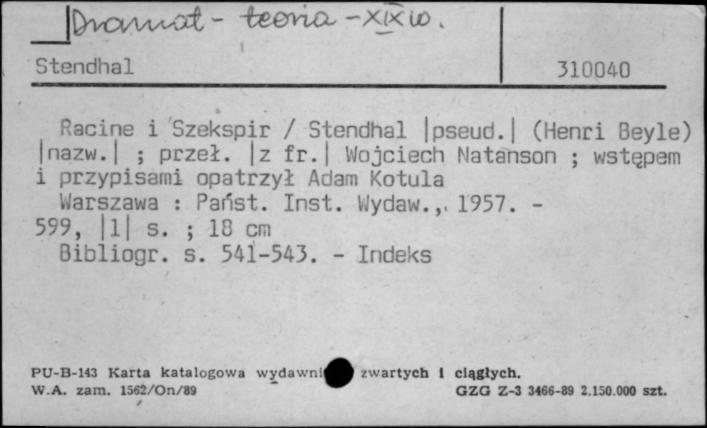 Dramat - teoria - XIX w.
Stendhal 310040
Racine i Szekspir / Stendhal |pseud.| (Henri Beyle)
|nazw.| ; przeł. |z fr.| Wojciech Natanson ; wstępem
i przypisami opatrzył Adam Kotula
Warszawa : Państ. Inst. Wydaw., 1957. -
599, |1| s. ; 18 cm
Bibliogr. s. 541-543. - Indeks
PU-B-143 Karta katalogowa zwartych i ciągłych.
W.A. zam. 1562/On/89 GZG Z-3 3466-89 2.150.000 szt.